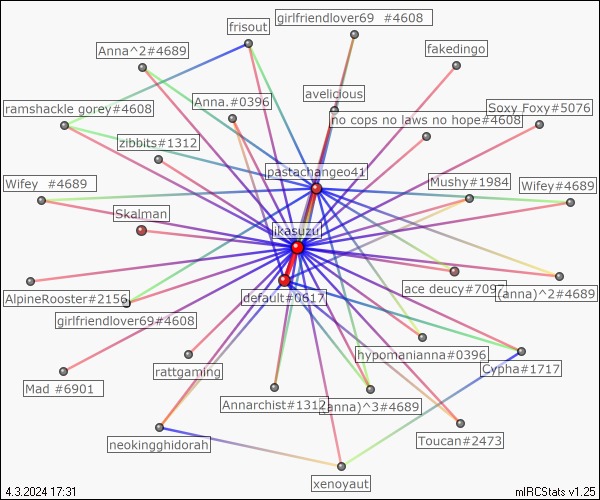 girlfriendlover69 #4608
frisout
Anna^2#4689
fakedingo
avelicious
Anna.#0396
ramshackle gorey#4608
Soxy Foxy#5076
no cops no laws no hope#4608
zibbits#1312
pastachangeo41
Wifey #4689
Mushy#1984
Wifey#4689
Skalman
likasuzu
ace deucy#7097
AlpineRooster#2156
default#0617
(anna)^2#4689
girlfriendlover69#4608
hypomanianna#0396
rattgaming
Cypha#1717
Mad #6901
Annarchist#1312
(anna)^3#4689
neokingghidorah
Toucan#2473
xenoyaut
4.3.2024 17:31
mIRCStats v1.25